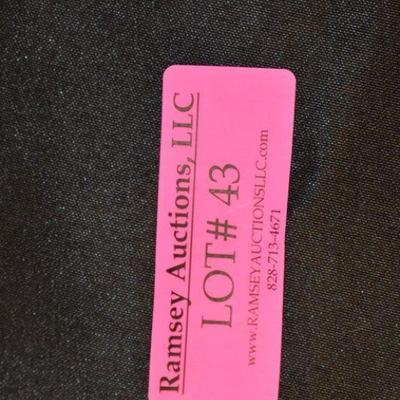 Ramsey Auctions, LLC
LOT# 43
www.RAMSEYAUCTIONSLLC.com
828-713-4671